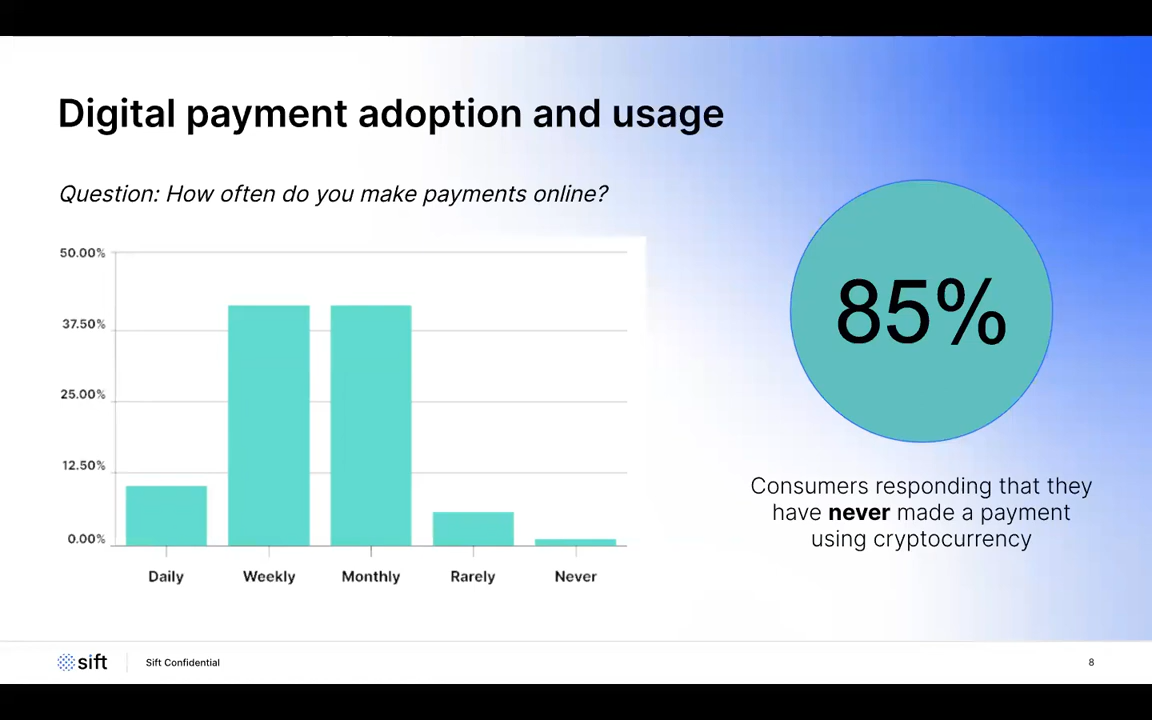 Digital payment adoption and usage
Question: How often do you make payments online?
50.00%
37.50%
25.00%
12.50%
0.00%
Daily
Weekly
Monthly
Rarely
Never
85%
Consumers responding that they
have never made a payment
using cryptocurrency
sift
Sift Confidential
8